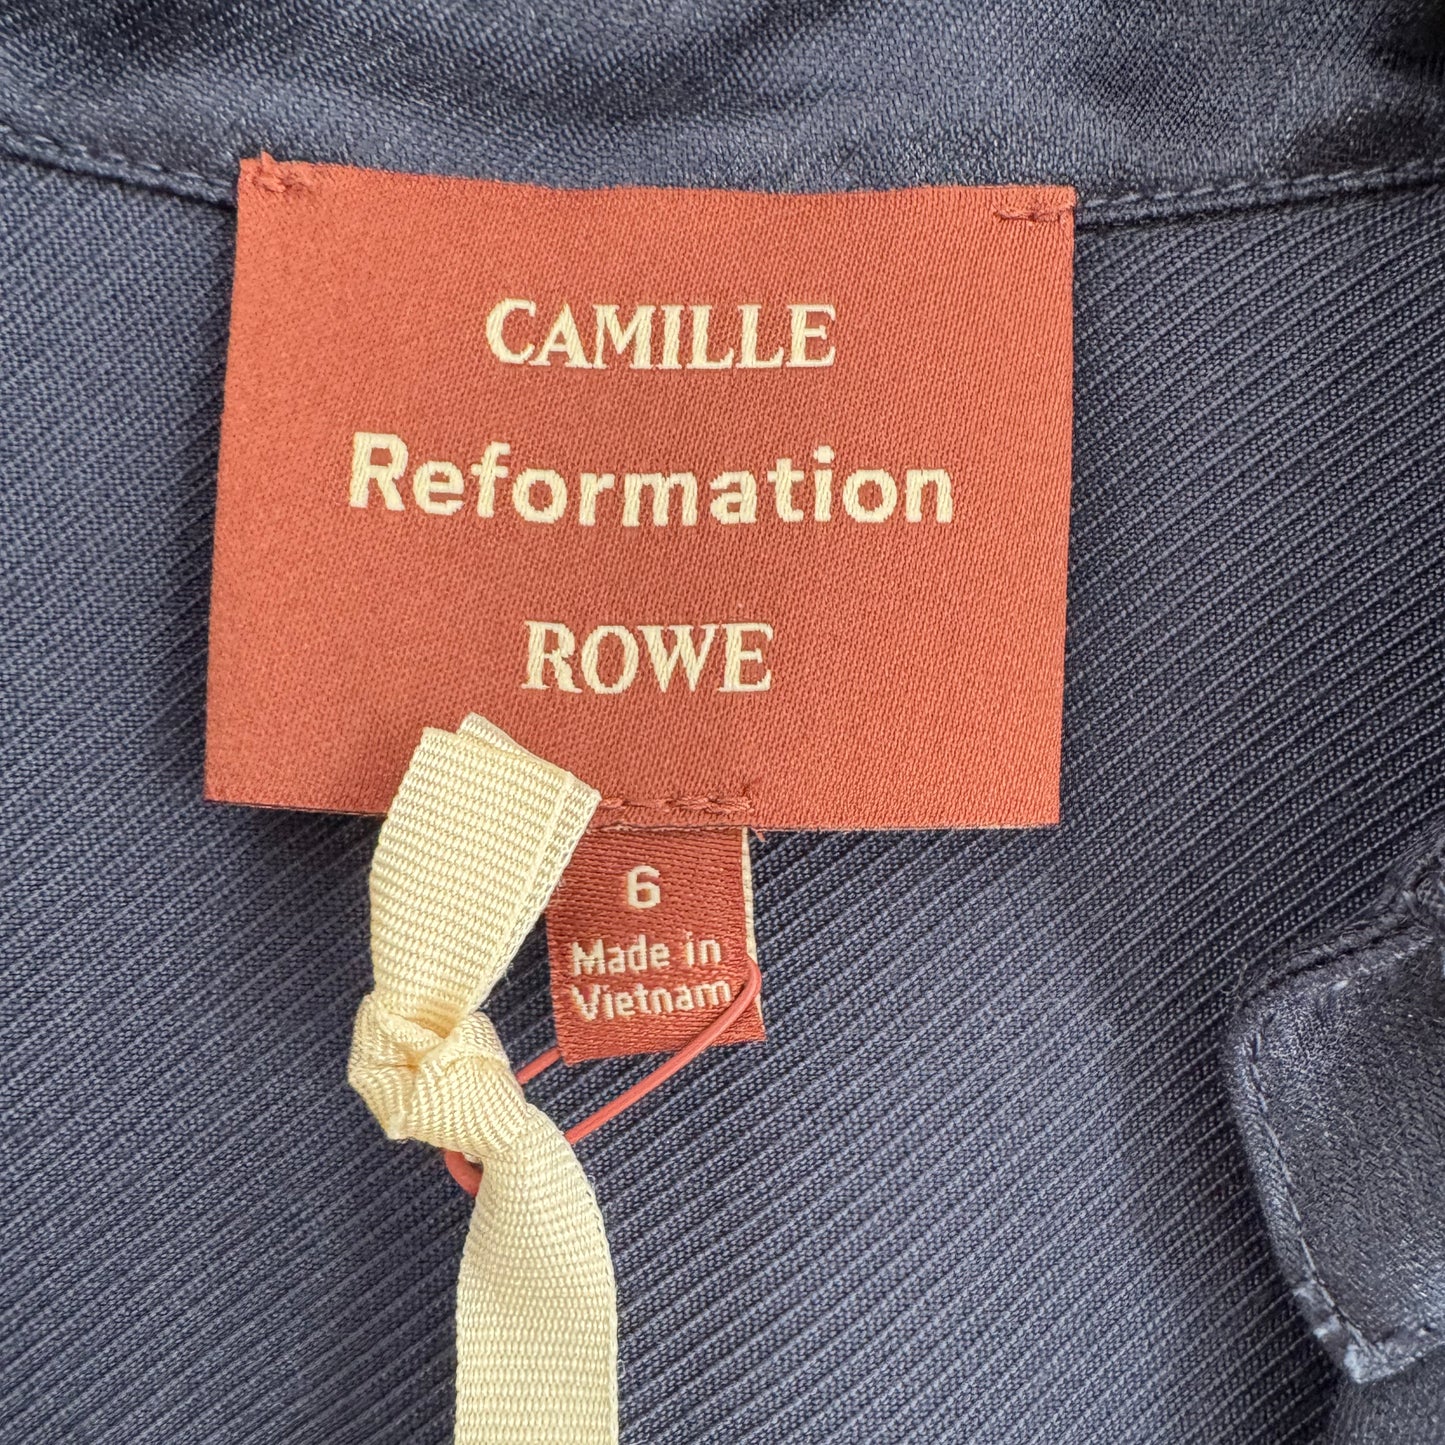 CAMILLE
Reformation
ROWE
6
Made in
Vietnam